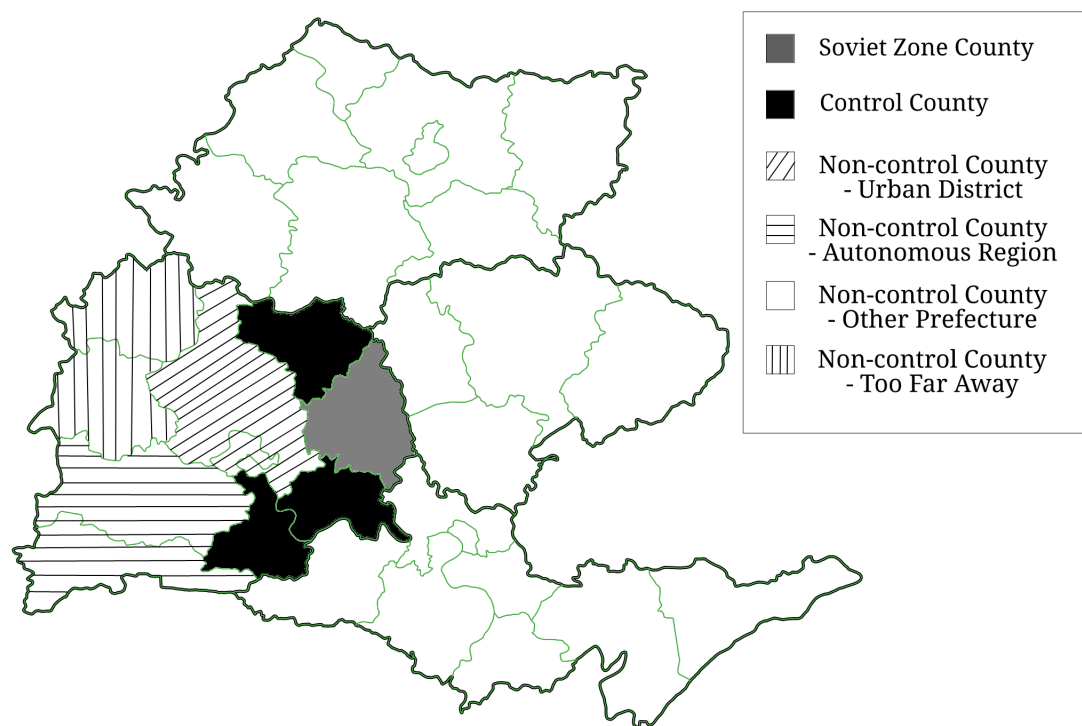 Soviet Zone County
Control County
Non-control County
- Urban District
Non-control County
- Autonomous Region
Non-control County
- Other Prefecture
Non-control County
- Too Far Away